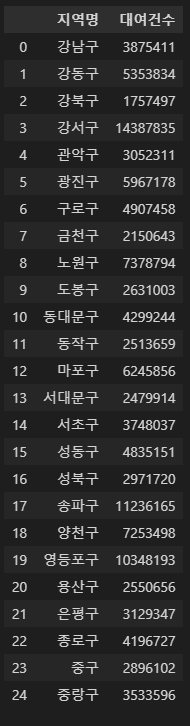 지역명 대여건수
0 강남구 3875411
1 강동구 5353834
2 강북구 1757497
3 강서구 14387835
4 관악구 3052311
5 광진구 5967178
6 구로구 4907458
7 금천구 2150643
8 노원구 7378794
9 도봉구 2631003
10 동대문구 4299244
11 동작구 2513659
12 마포구 6245856
13 서대문구 2479914
14 서초구 3748037
15 성동구 4835151
16 성북구 2971720
17 송파구 11236165
18 양천구 7253498
19 영등포구 10348193
20 용산구 2550656
21 은평구 3129347
22 종로구 4196727
23 중구 2896102
24 중랑구 3533596